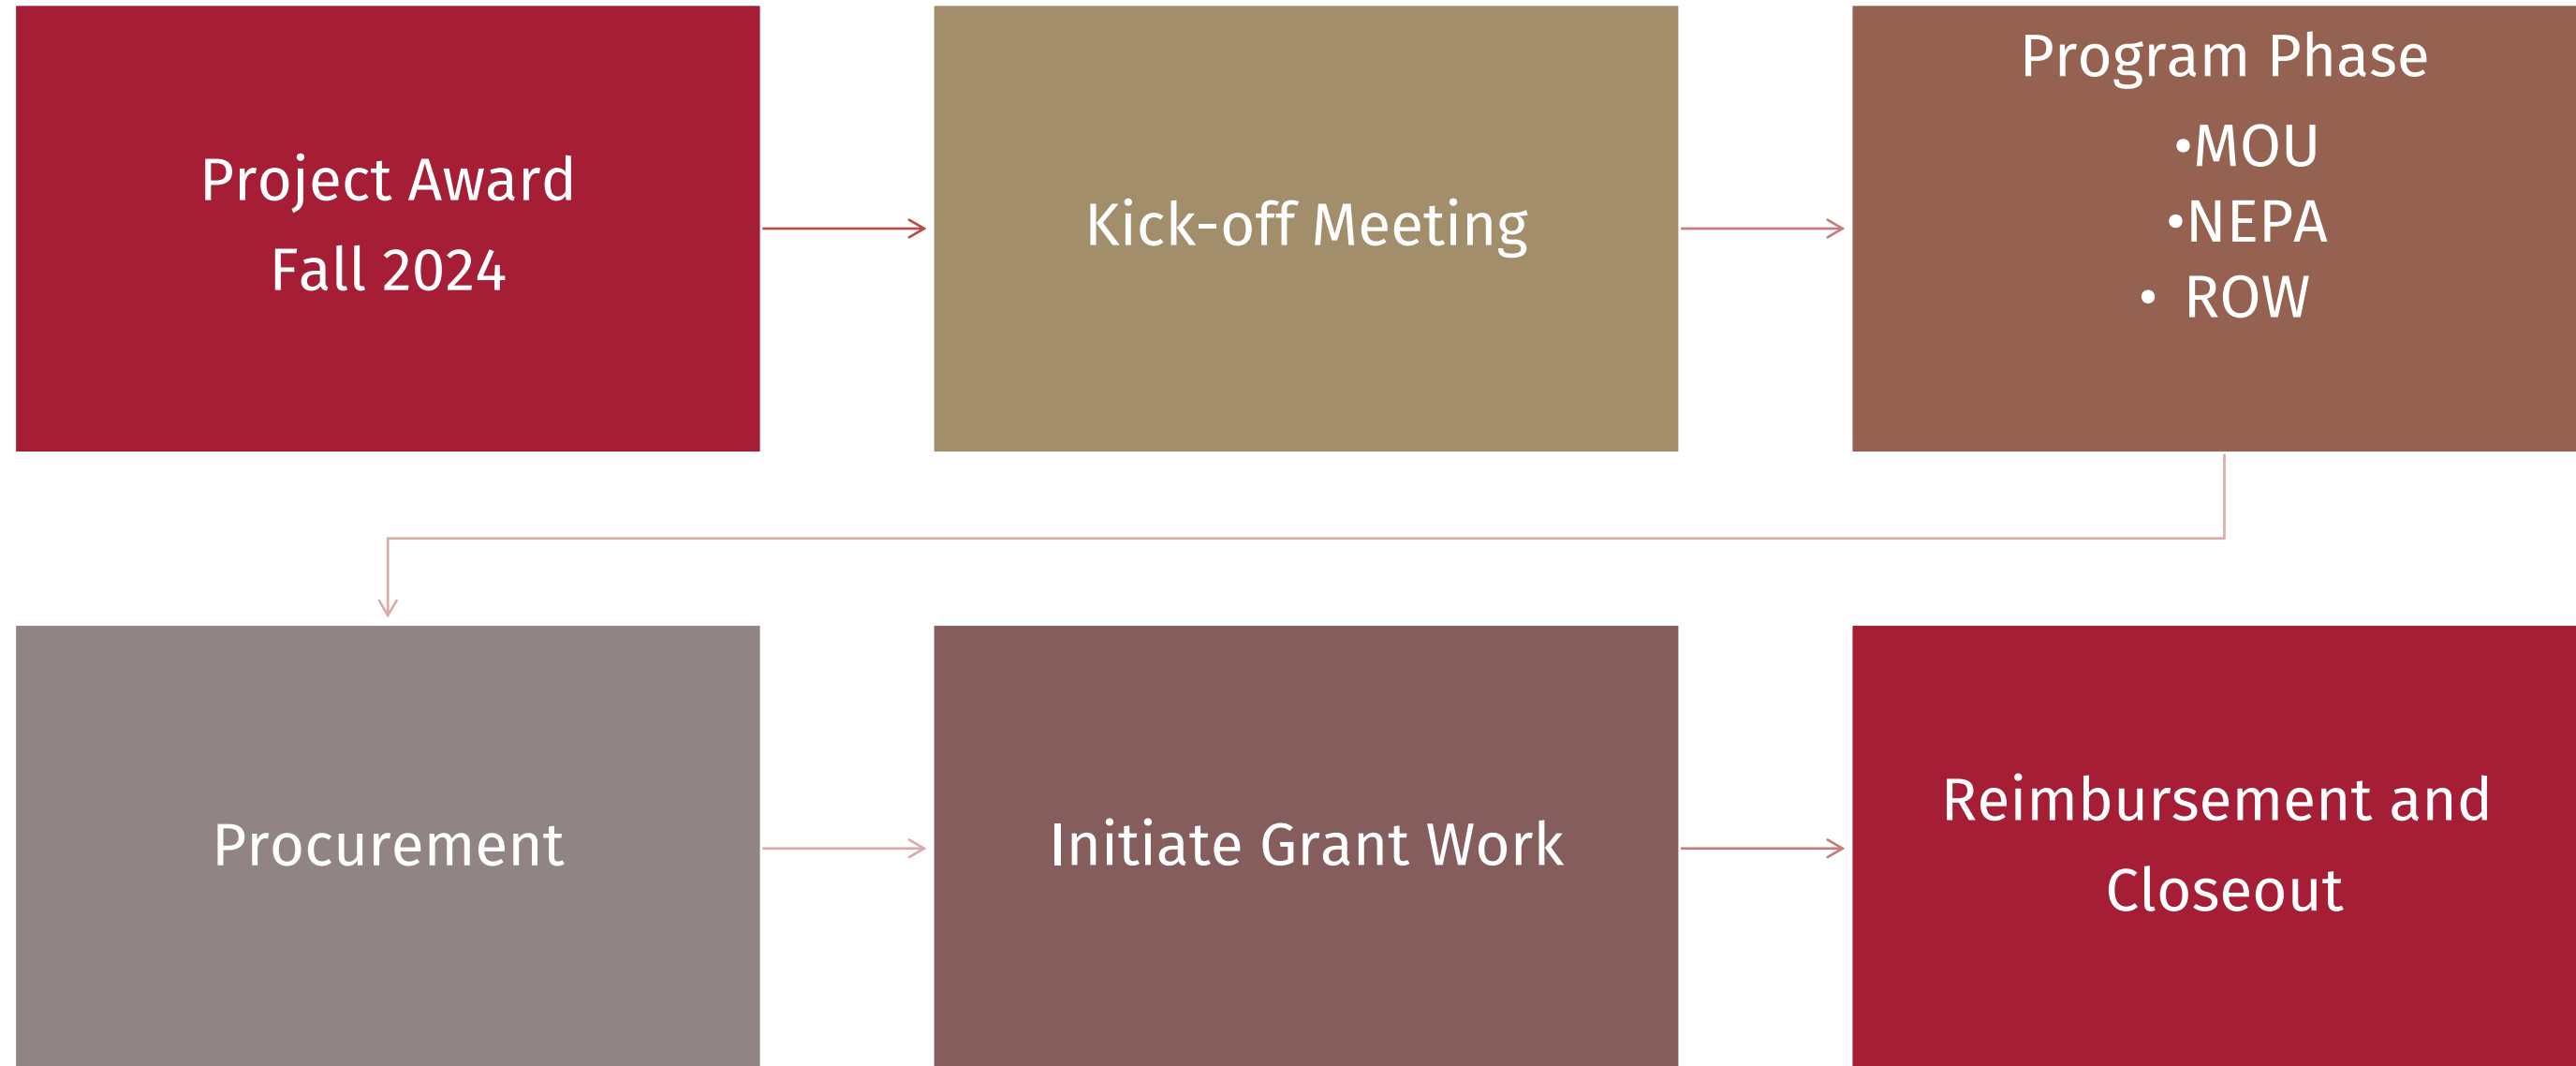 Project Award
Fall 2024
Kick-off Meeting
Program Phase
•MOU
•NEPA
• ROW
Procurement
Initiate Grant Work
Reimbursement and
Closeout